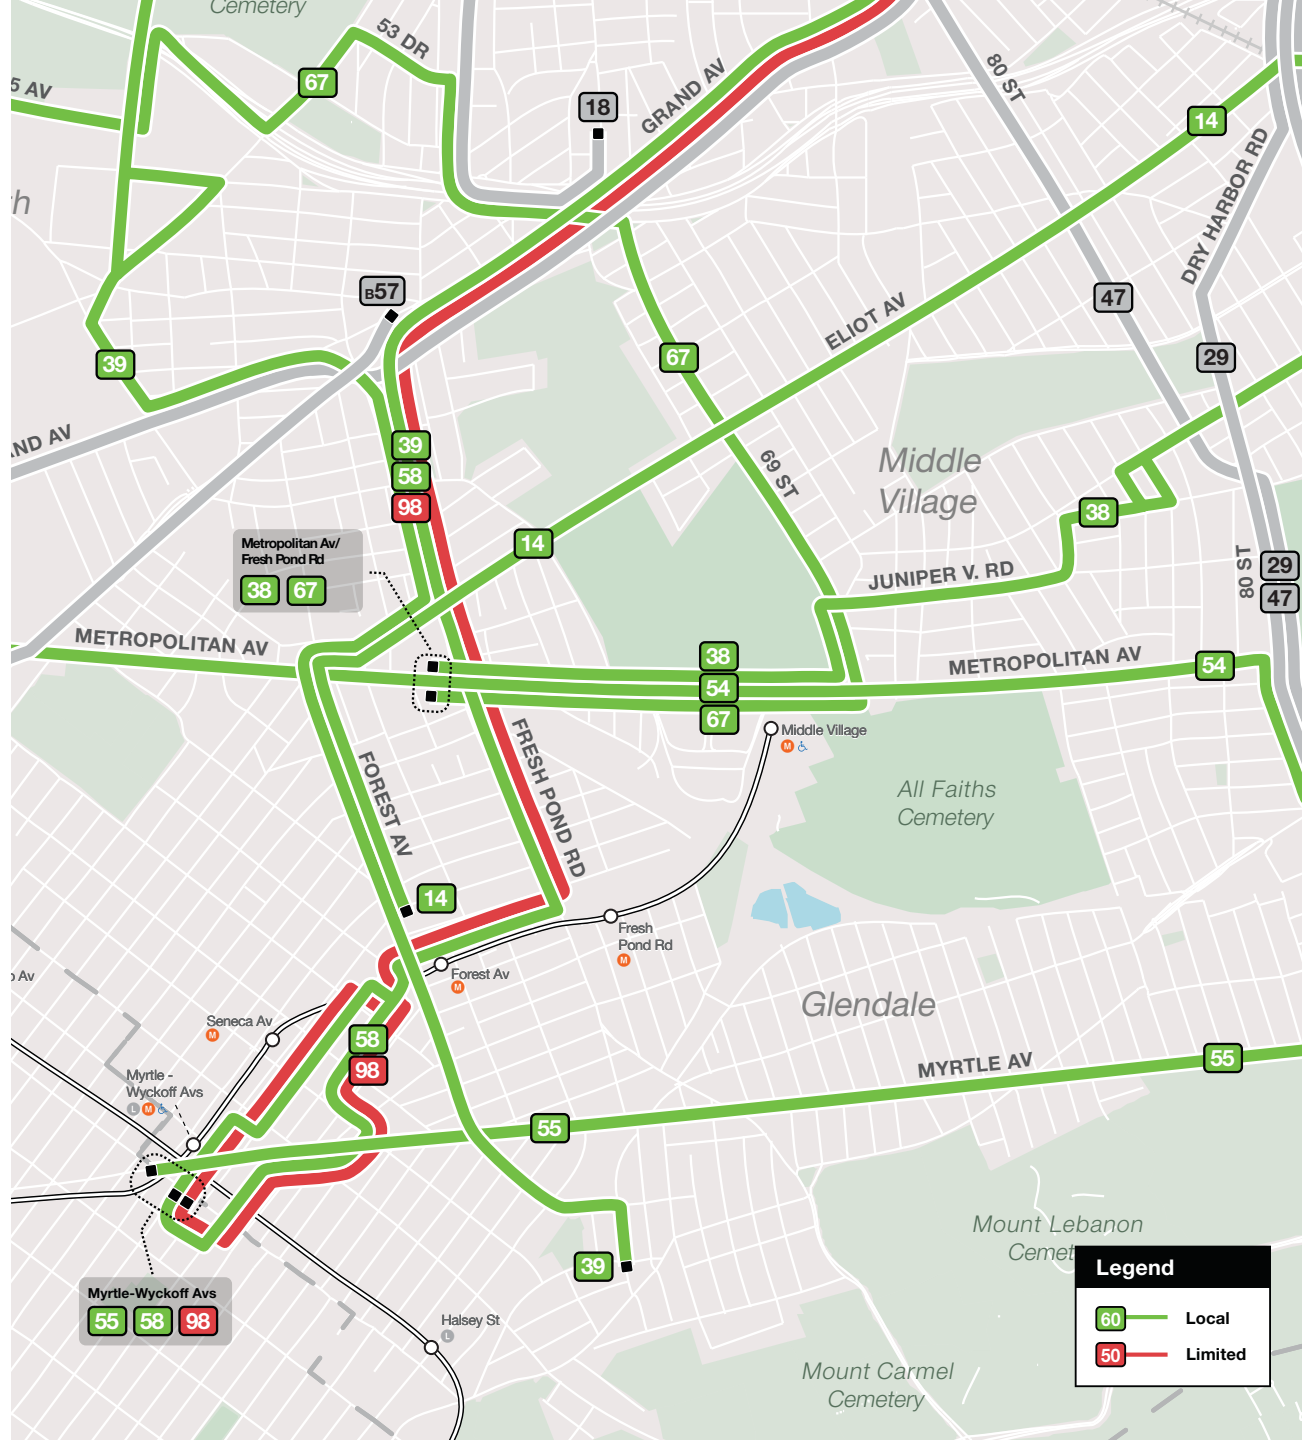 Cemetery
53 DR
67
5 AV
18
GRAND AV
80 ST
14
DRY HARBOR RD
h
B57
47
ELIOT AV
39
67
29
AND AV
39
58
98
69 ST
Middle
Village
38
14
Metropolitan Av/
Fresh Pond Rd
38 67
JUNIPER V. RD
80 ST
29
47
METROPOLITAN AV
38
54
67
METROPOLITAN AV
54
Middle Village
M
FOREST AV
FRESH POND RD
All Faiths
Cemetery
14
Fresh
Pond Rd
M
Forest Av
M
o Av
Glendale
Seneca Av
M
58
98
Myrtle -
Wyckoff Avs
L M
MYRTLE AV
55
55
Mount Lebanon
Cemet
39
Legend
60 Local
50 Limited
Myrtle-Wyckoff Avs
55 58 98
Halsey St
L
Mount Carmel
Cemetery